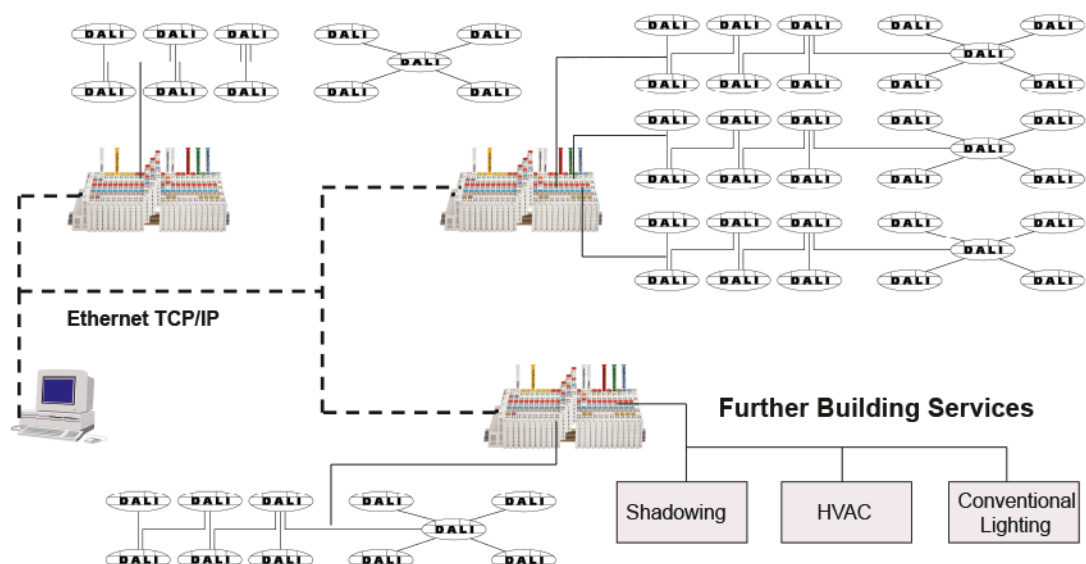 DALI DALI DALI DALI DALI DALI DALI DALI DALI DALI
DALI DALI
DALI DALI DALI DALI DALI DALI DALI DALI DALI DALI
DALI DALI DALI DALI DALI
DALI
DALI DALI DALI DALI DALI
DALI DALI DALI DALI DALI
DALI
DALI DALI DALI DALI DALI
Ethernet TCP/IP
Further Building Services
Shadowing
HVAC
Conventional
Lighting
DALI DALI DALI DALI DALI
DALI
DALI DALI DALI DALI DALI